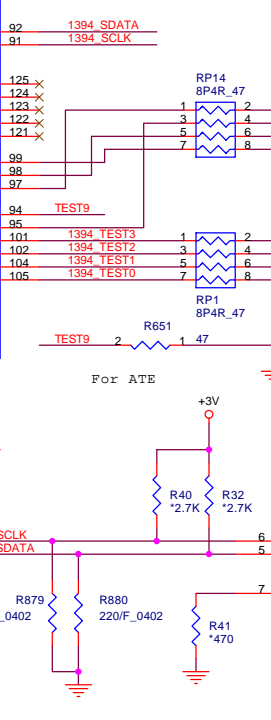 92 1394_SDATA
91 1394_SCLK
125
124
123
122
121
99
98
97
94 TEST9
95
101 1394_TEST3
102 1394_TEST2
104 1394_TEST1
105 1394_TEST0
RP14
8P4R_47
1 2
3 4
5 6
7 8
1 2
3 4
5 6
7 8
RP1
8P4R_47
TEST9 2 R651 1 47
For ATE
+3V
R40
*2.7K
R32
*2.7K
SCLK 6
SDATA 5
7
R879
_0402
R880
220/F_0402
R41
*470